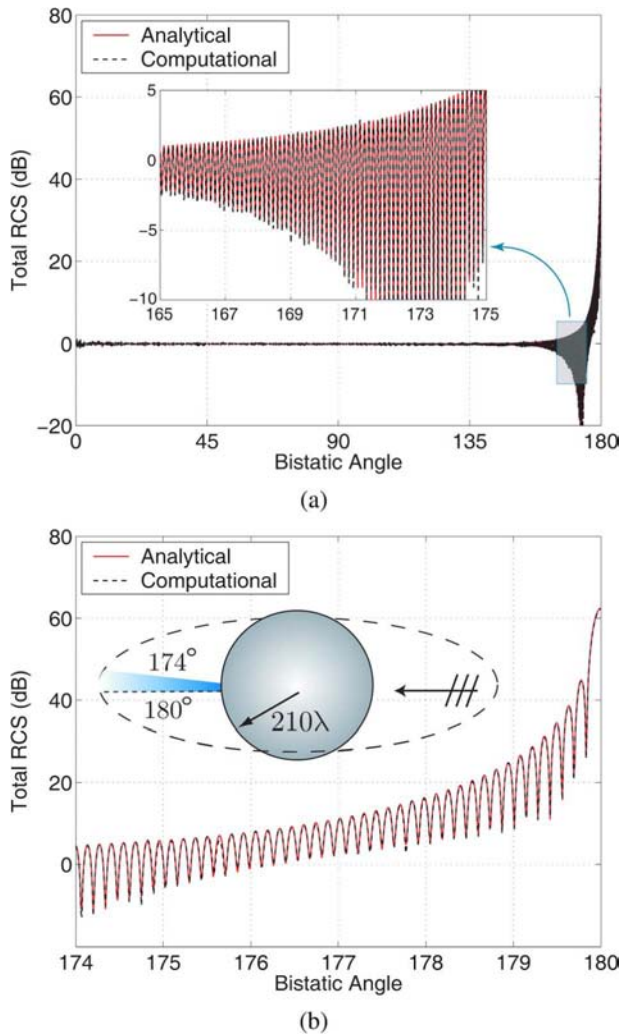 80
60
40
20
0
−20
Total RCS (dB)
Analytical
Computational
5
0
−5
−10
165 167 169 171 173 175
0 45 90 135 180
Bistatic Angle
(a)
80
60
40
20
0
Total RCS (dB)
Analytical
Computational
174°
180°
210λ
174 175 176 177 178 179 180
Bistatic Angle
(b)